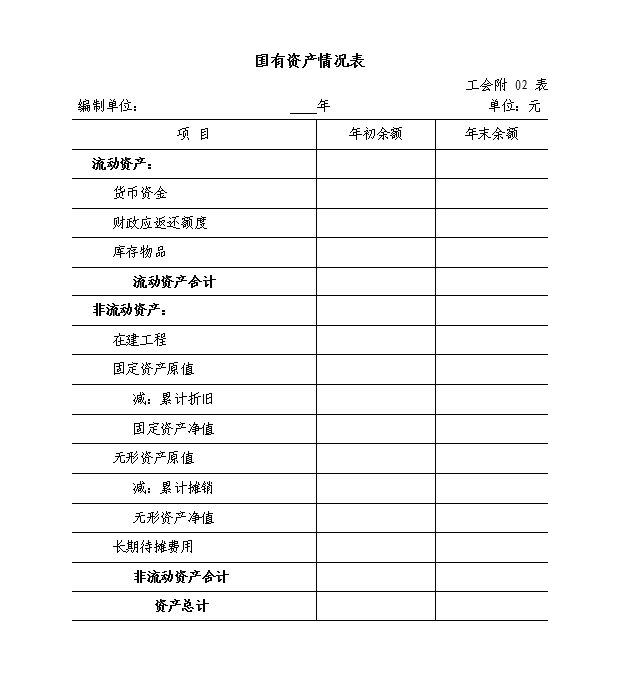 国有资产情况表
工会附 02 表
编制单位： ____年 单位：元
项 目 年初余额 年末余额
流动资产：
货币资金
财政应返还额度
库存物品
流动资产合计
非流动资产：
在建工程
固定资产原值
减：累计折旧
固定资产净值
无形资产原值
减：累计摊销
无形资产净值
长期待摊费用
非流动资产合计
资产总计